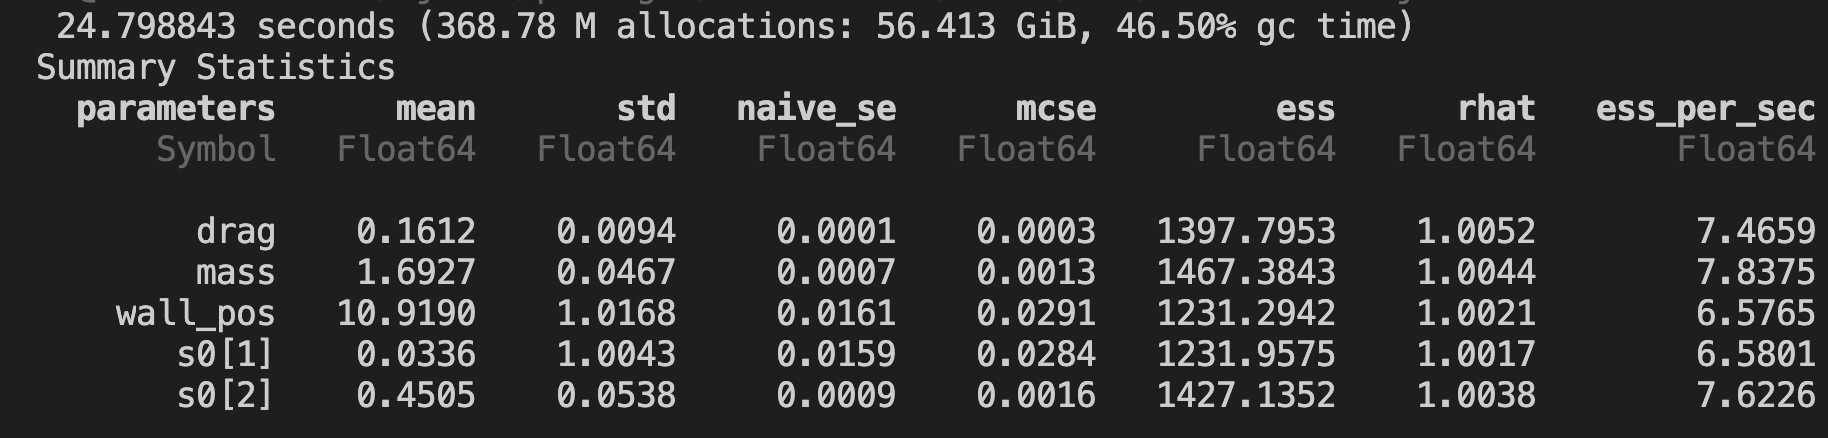 24.798843 seconds (368.78 M allocations: 56.413 GiB, 46.50% gc time)
Summary Statistics
parameters mean std naive_se mcse ess rhat ess_per_sec
Symbol Float64 Float64 Float64 Float64 Float64 Float64 Float64
drag 0.1612 0.0094 0.0001 0.0003 1397.7953 1.0052 7.4659
mass 1.6927 0.0467 0.0007 0.0013 1467.3843 1.0044 7.8375
wall_pos 10.9190 1.0168 0.0161 0.0291 1231.2942 1.0021 6.5765
s0[1] 0.0336 1.0043 0.0159 0.0284 1231.9575 1.0017 6.5801
s0[2] 0.4505 0.0538 0.0009 0.0016 1427.1352 1.0038 7.6226